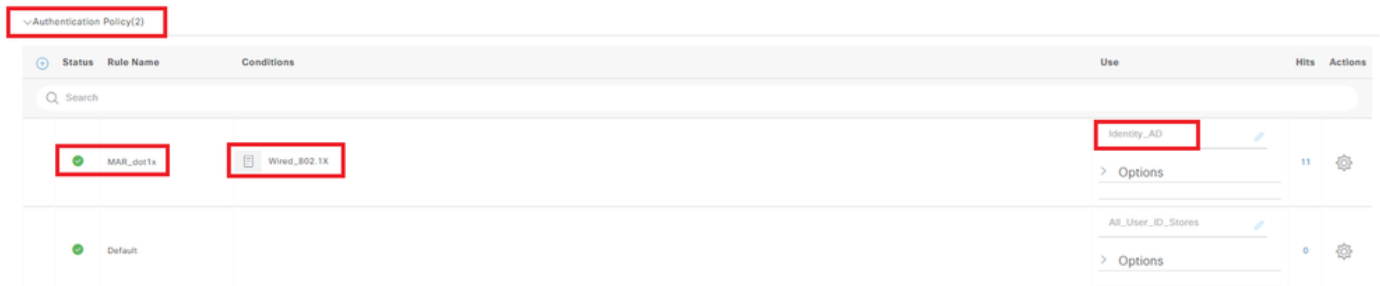 Authentication Policy(2)
Status Rule Name Conditions Use Hits Actions
Search
Identity_AD
MAR_dot1x Wired_802.1X 11
Options
All_User_ID_Stores
Default 0
Options